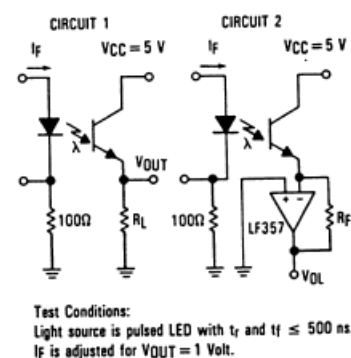 CIRCUIT 1
CIRCUIT 2
IF
VCC = 5 V
IF
VCC = 5 V
λ
VOUT
λ
100Ω
RL
100Ω
+
−
LF357
RF
VOL
Test Conditions:
Light source is pulsed LED with tr and tf ≤ 500 ns
IF is adjusted for VOUT = 1 Volt.